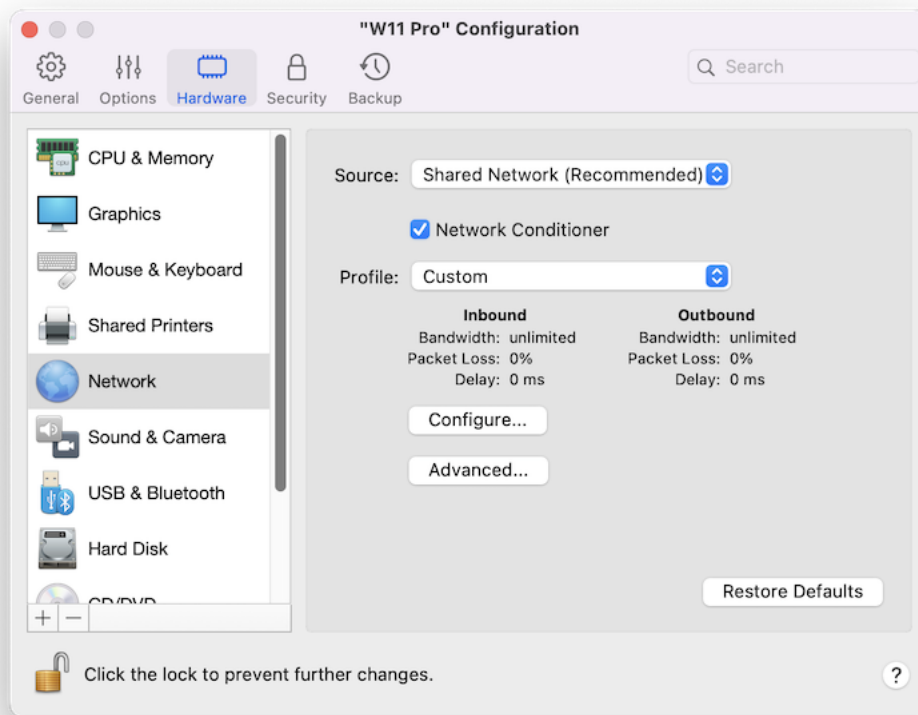 "W11 Pro" Configuration
General Options Hardware Security Backup
Search
CPU & Memory
Graphics
Mouse & Keyboard
Shared Printers
Network
Sound & Camera
USB & Bluetooth
Hard Disk
CD/DVD
+ −
Source: Shared Network (Recommended)
Network Conditioner
Profile: Custom
Inbound
Bandwidth: unlimited
Packet Loss: 0%
Delay: 0 ms
Outbound
Bandwidth: unlimited
Packet Loss: 0%
Delay: 0 ms
Configure...
Advanced...
Restore Defaults
Click the lock to prevent further changes.
?